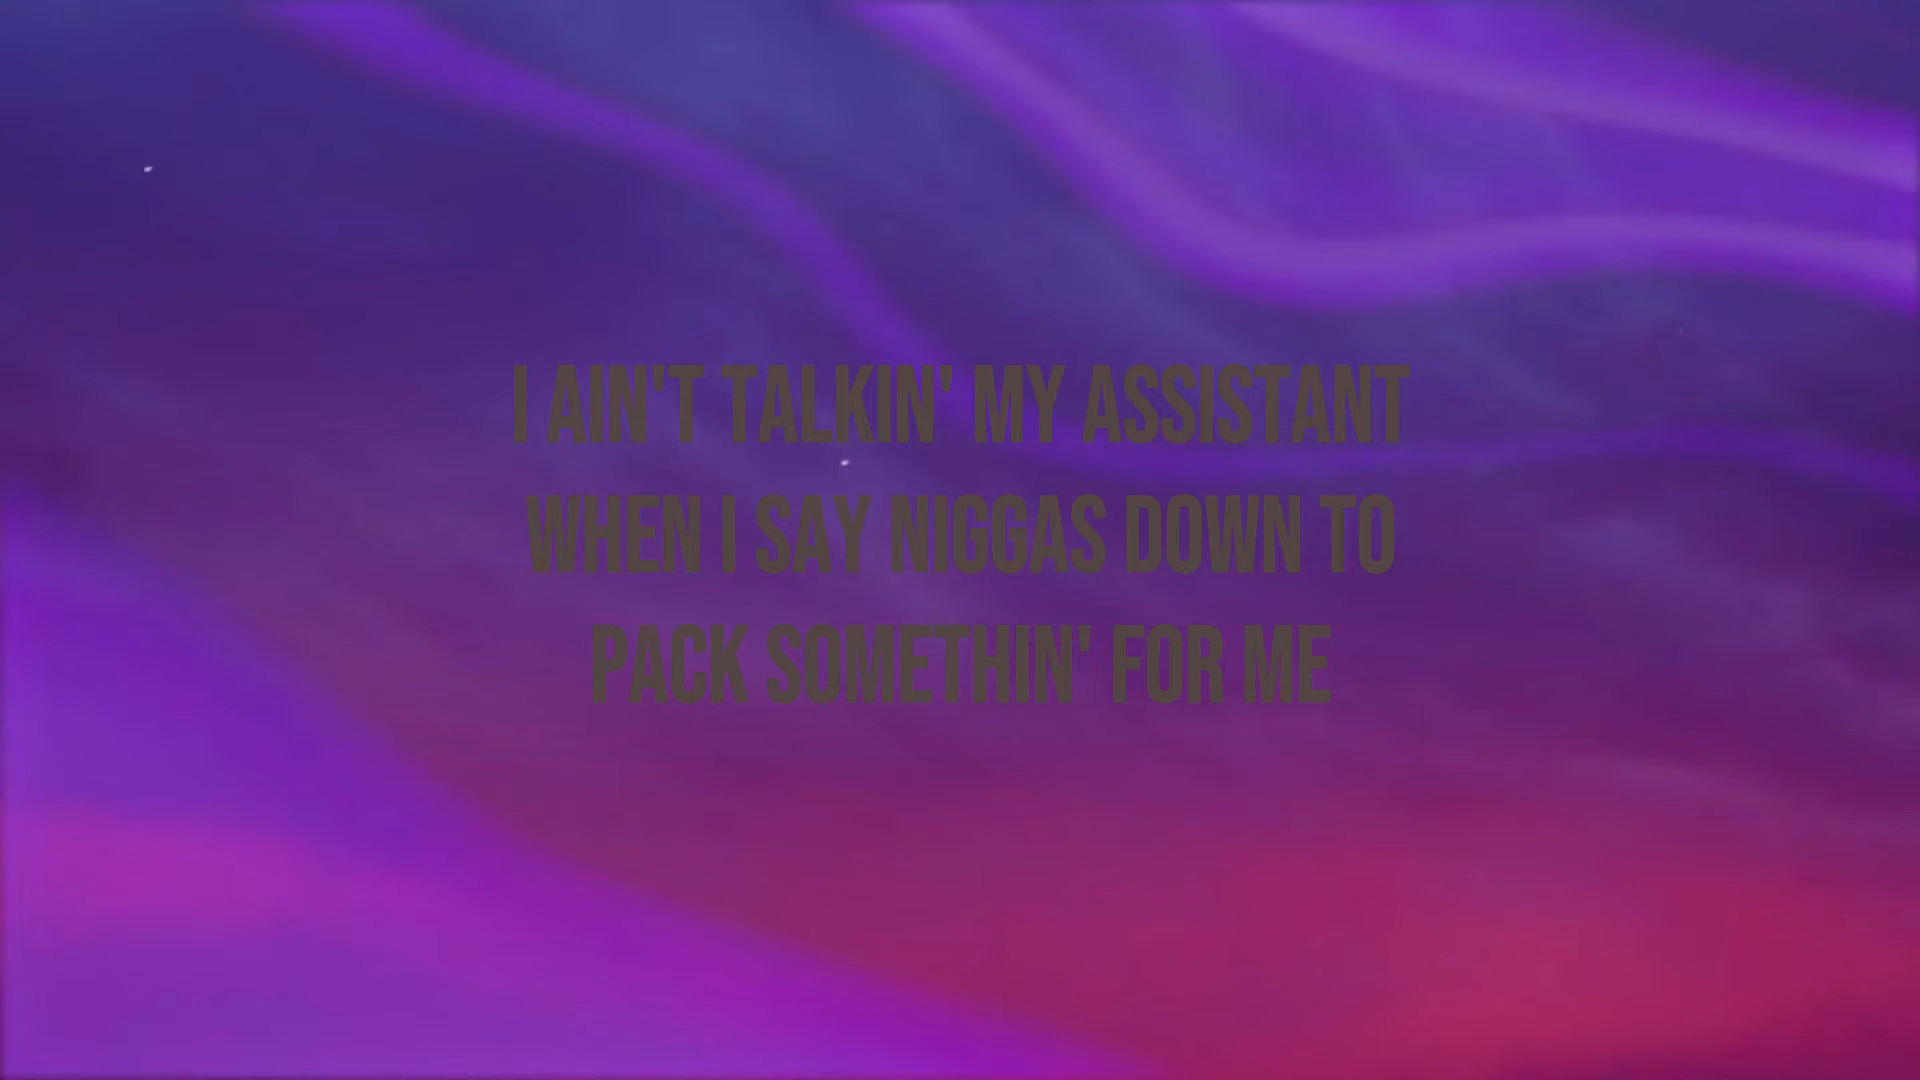 I AIN'T TALKIN' MY ASSISTANT
WHEN I SAY NIGGAS DOWN TO
PACK SOMETHIN' FOR ME